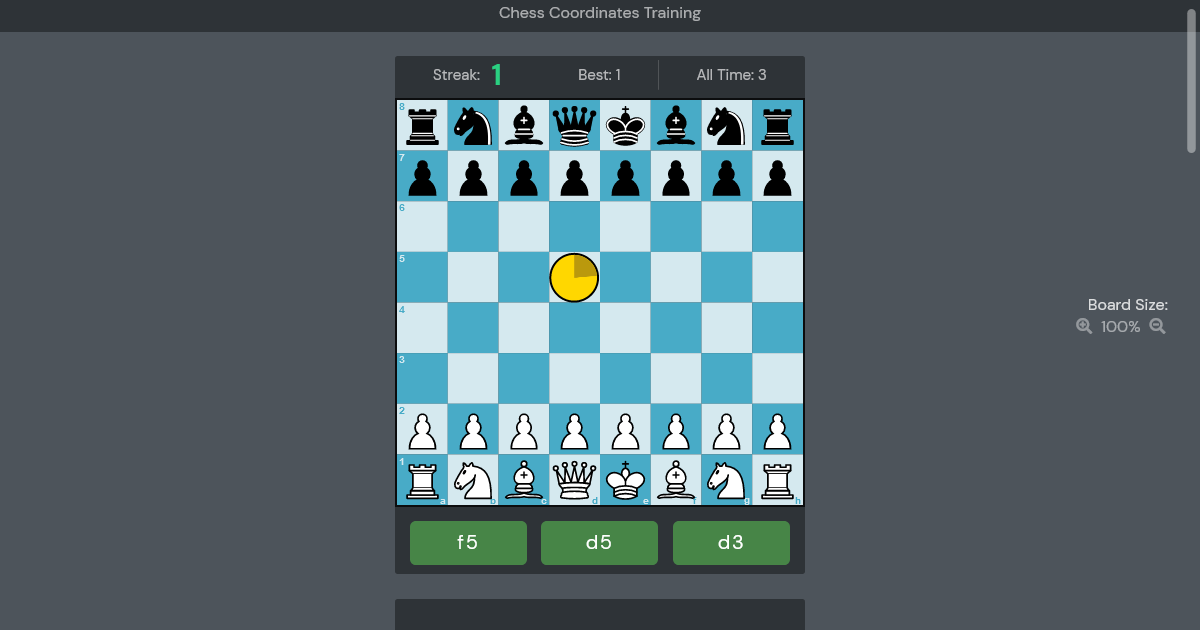 Chess Coordinates Training
Streak: 1 Best: 1 All Time: 3
8
7
6
5
4
3
2
1
a b c d e f g h
Board Size:
100%
f5 d5 d3